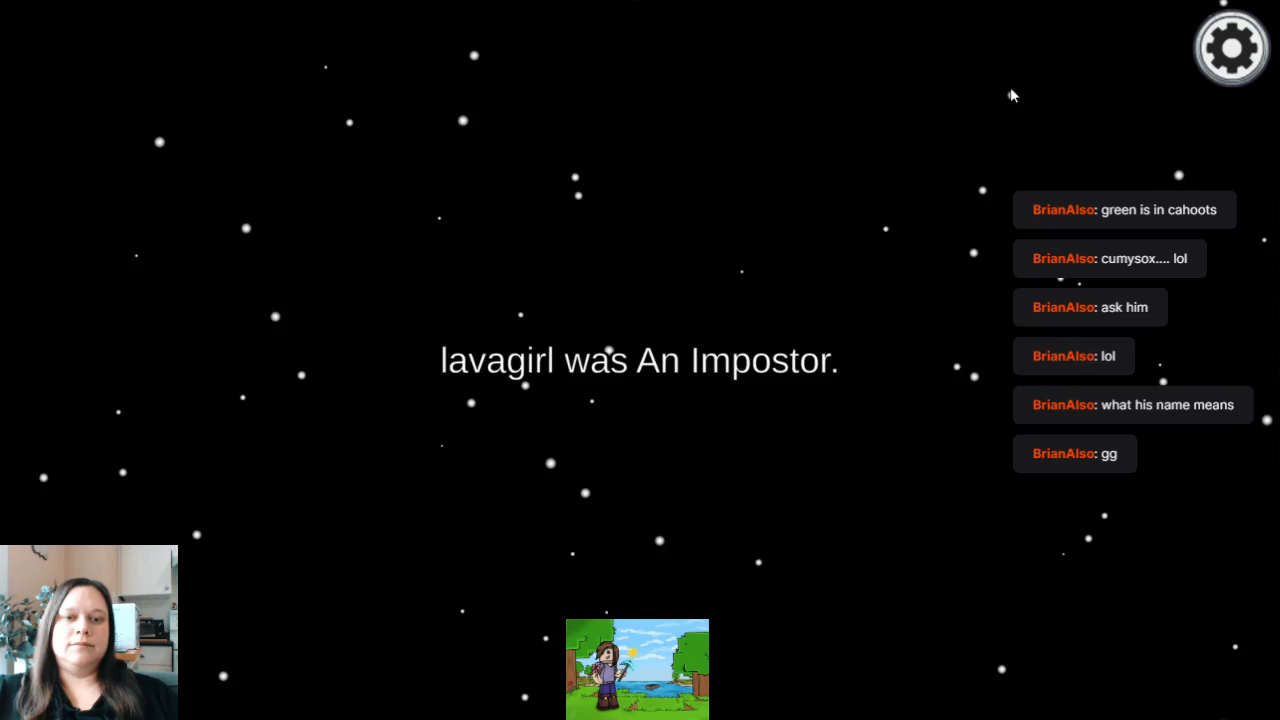 BrianAlso: green is in cahoots
BrianAlso: cumysox.... lol
BrianAlso: ask him
BrianAlso: lol
lavagirl was An Impostor.
BrianAlso: what his name means
BrianAlso: gg